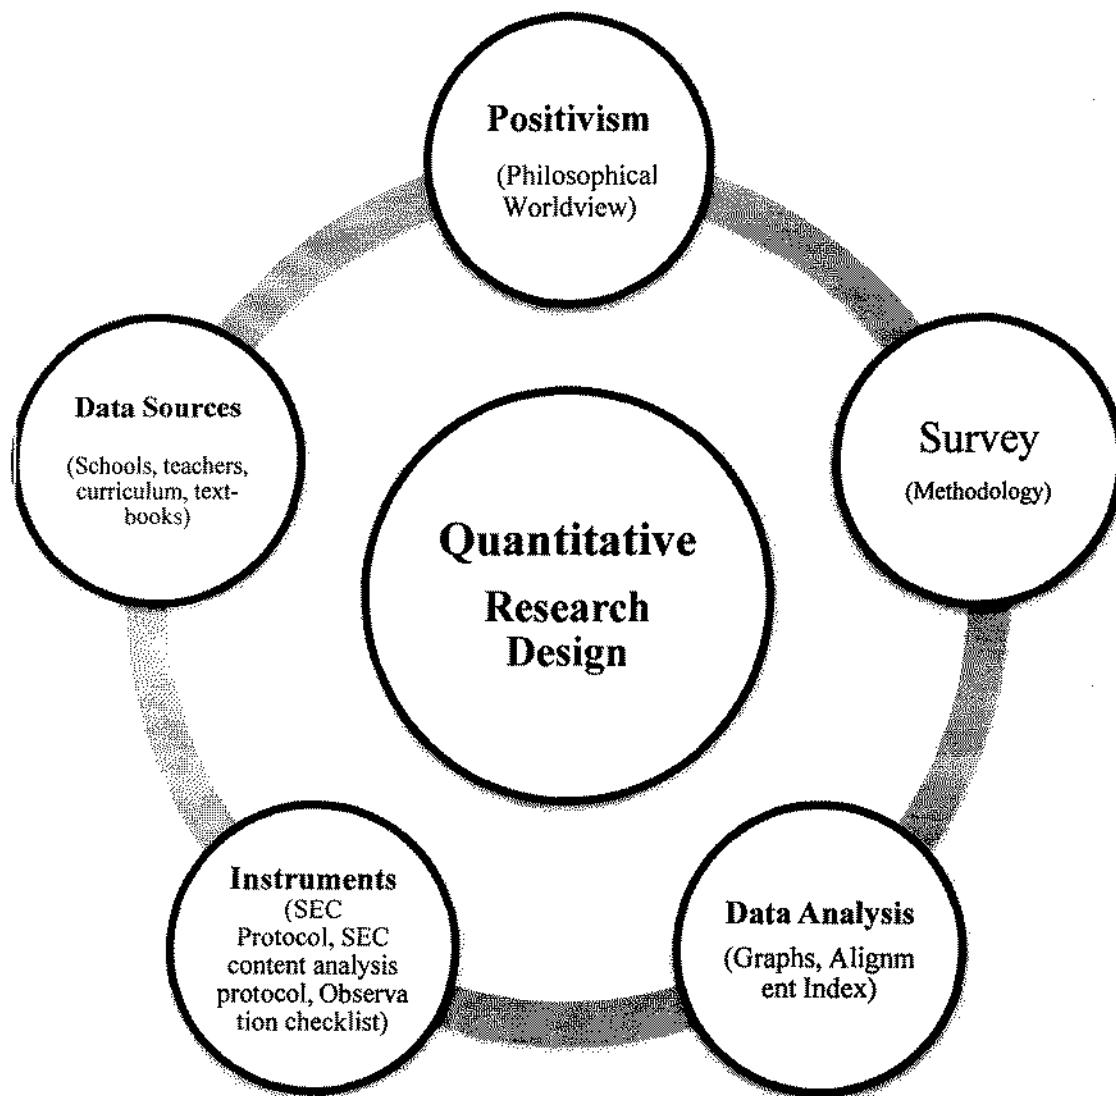 Positivism
(Philosophical
Worldview)
Data Sources
(Schools, teachers,
curriculum, text-
books)
Survey
(Methodology)
Quantitative
Research
Design
Instruments
(SEC
Protocol, SEC
content analysis
protocol, Observa
tion checklist)
Data Analysis
(Graphs, Alignm
ent Index)